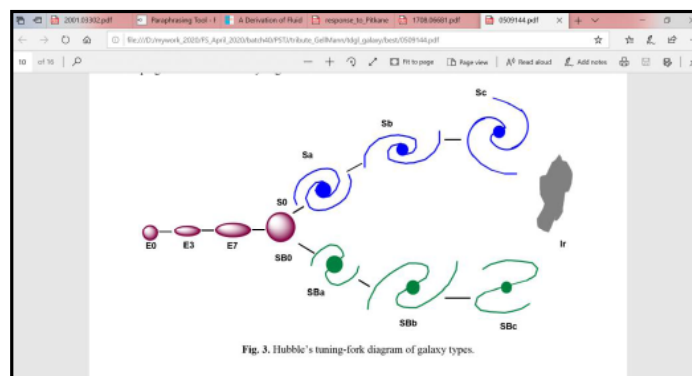 2001.03302.pdf
Paraphrasing Tool - F
A Derivation of Fluid
response_to_Pitkane
1708.06601.pdf
0509144.pdf
file:///D:/mywork_2020/FS_April_2020/batch40/PSTJ/tribute_GellMann/tdgl_galaxy/best/0509144.pdf
10 of 16
Fit to page
Page view
Read aloud
Add notes
Sc
Sb
Sa
S0
E0 E3 E7
SB0
Ir
SBa
SBb
SBc
Fig. 3. Hubble's tuning-fork diagram of galaxy types.